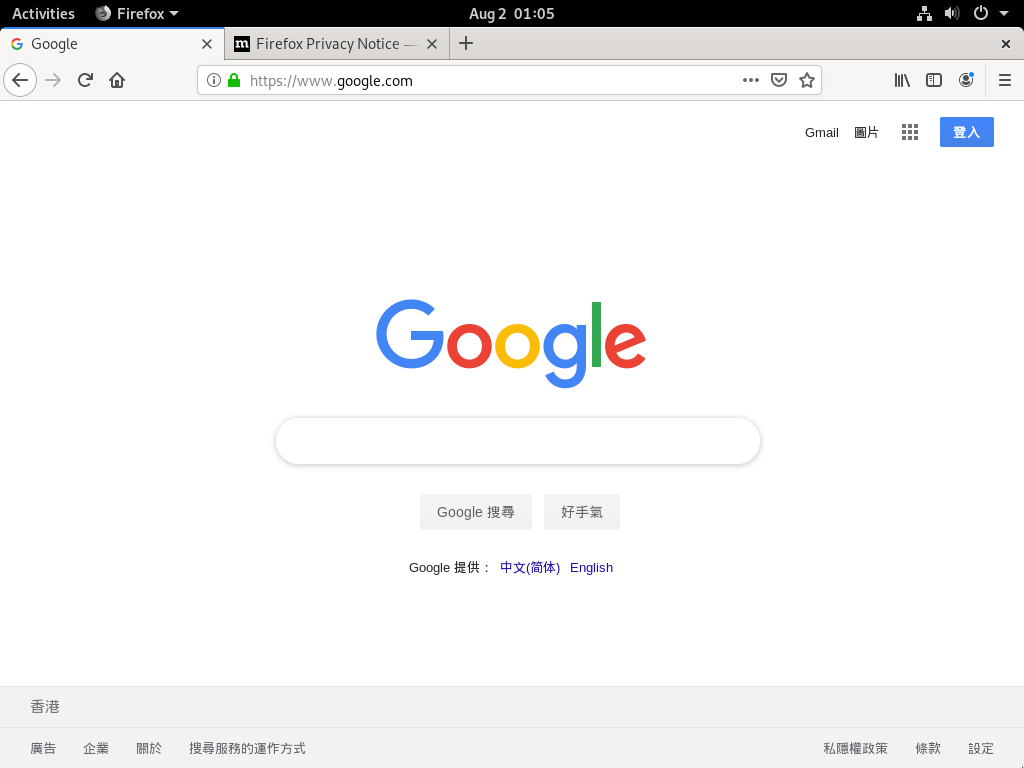 Activities Firefox Aug 2 01:05
Google Firefox Privacy Notice —
https://www.google.com
Gmail 圖片 登入
Google
Google 搜尋 好手氣
Google 提供： 中文(简体) English
香港
廣告 企業 關於 搜尋服務的運作方式 私隱權政策 條款 設定